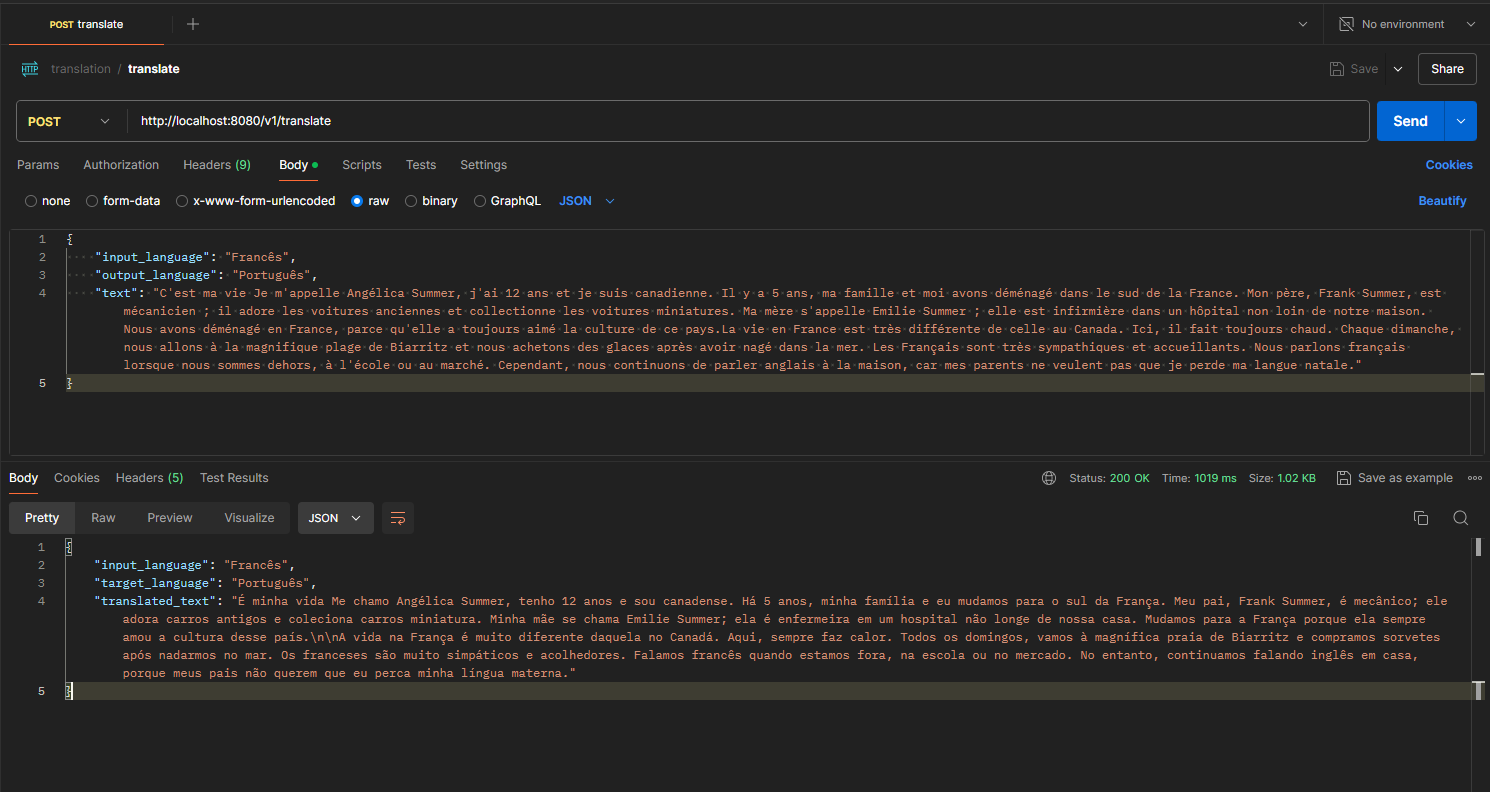 POST translate
No environment
HTTP translation / translate
Save Share
POST http://localhost:8080/v1/translate Send
Params Authorization Headers (9) Body Scripts Tests Settings Cookies
none form-data x-www-form-urlencoded raw binary GraphQL JSON Beautify
1 {
2 "input_language": "Francês",
3 "output_language": "Português",
4 "text": "C'est ma vie Je m'appelle Angélica Summer, j'ai 12 ans et je suis canadienne. Il y a 5 ans, ma famille et moi avons déménagé dans le sud de la France. Mon père, Frank Summer, est
mécanicien ; il adore les voitures anciennes et collectionne les voitures miniatures. Ma mère s'appelle Emilie Summer ; elle est infirmière dans un hôpital non loin de notre maison.
Nous avons déménagé en France, parce qu'elle a toujours aimé la culture de ce pays.La vie en France est très différente de celle au Canada. Ici, il fait toujours chaud. Chaque dimanche,
nous allons à la magnifique plage de Biarritz et nous achetons des glaces après avoir nagé dans la mer. Les Français sont très sympathiques et accueillants. Nous parlons français
lorsque nous sommes dehors, à l'école ou au marché. Cependant, nous continuons de parler anglais à la maison, car mes parents ne veulent pas que je perde ma langue natale."
5 }
Body Cookies Headers (5) Test Results Status: 200 OK Time: 1019 ms Size: 1.02 KB Save as example
Pretty Raw Preview Visualize JSON
1 {
2 "input_language": "Francês",
3 "target_language": "Português",
4 "translated_text": "É minha vida Me chamo Angélica Summer, tenho 12 anos e sou canadense. Há 5 anos, minha família e eu mudamos para o sul da França. Meu pai, Frank Summer, é mecânico; ele
adora carros antigos e coleciona carros miniatura. Minha mãe se chama Emilie Summer; ela é enfermeira em um hospital não longe de nossa casa. Mudamos para a França porque ela sempre
amou a cultura desse país.\n\nA vida na França é muito diferente daquela no Canadá. Aqui, sempre faz calor. Todos os domingos, vamos à magnífica praia de Biarritz e compramos sorvetes
após nadarmos no mar. Os franceses são muito simpáticos e acolhedores. Falamos francês quando estamos fora, na escola ou no mercado. No entanto, continuamos falando inglês em casa,
porque meus pais não querem que eu perca minha língua materna."
5 }